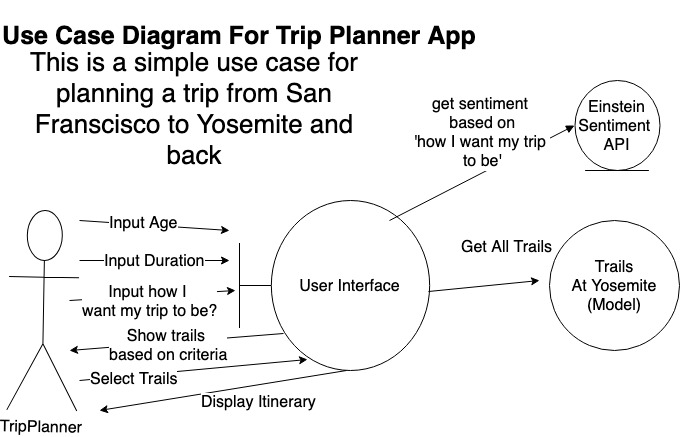 Use Case Diagram For Trip Planner App
This is a simple use case for
planning a trip from San
Franscisco to Yosemite and
back
get sentiment
based on
'how I want my trip
to be'
Einstein
Sentiment
API
Input Age
Input Duration
Input how I
want my trip to be?
Show trails
based on criteria
Select Trails
Display Itinerary
User Interface
Get All Trails
Trails
At Yosemite
(Model)
TripPlanner